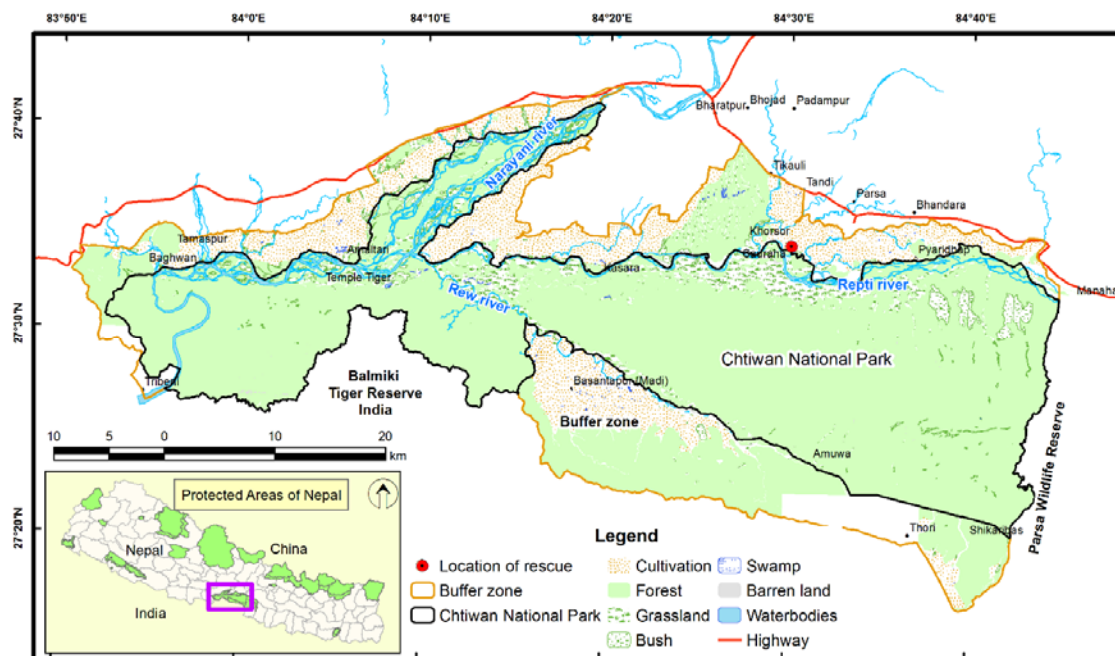 83°60'E 84°0'E 84°10'E 84°20'E 84°30'E 84°40'E
27°40'N
27°30'N
27°20'N
Bharatpur
Bhojad
Padampur
Narayani river
Tikauli
Tandi
Parsa
Bhandara
Tamaspur
Amaltari
Khorsor
Baghwan
Sauraha
Pyaridhap
Temple Tiger
Kasara
Rew river
Repti river
Manaha
Chtiwan National Park
Tribeni
Balmiki
Tiger Reserve
India
Basantapur (Madi)
Buffer zone
Amuwa
Parsa Wildlife Reserve
Thori
Shikaribas
10 5 0 10 20
km
Protected Areas of Nepal
Nepal
China
India
Legend
Location of rescue
Buffer zone
Chtiwan National Park
Cultivation
Forest
Grassland
Bush
Swamp
Barren land
Waterbodies
Highway